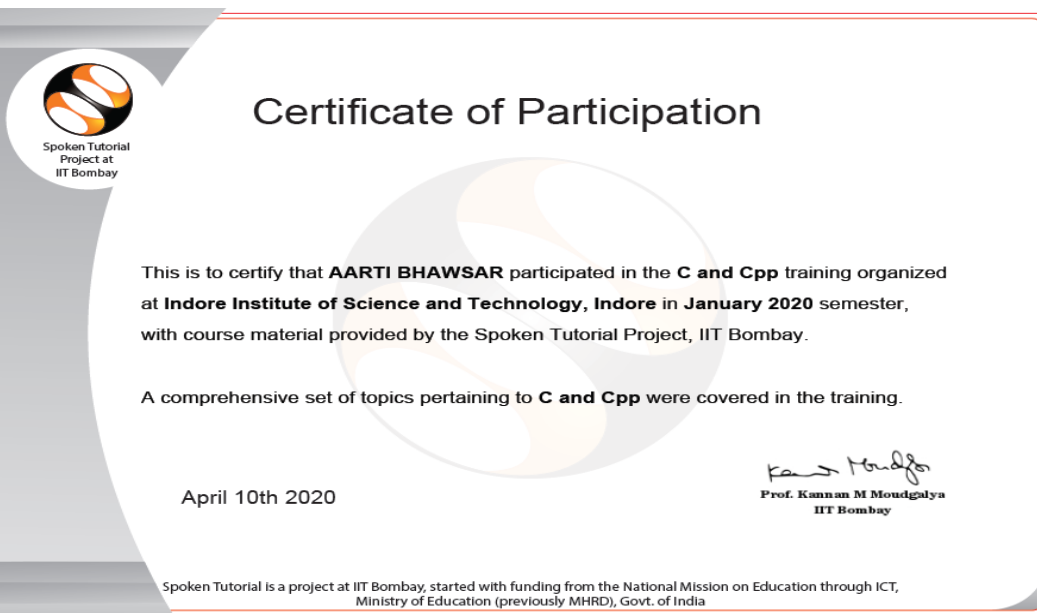 Spoken Tutorial
Project at
IIT Bombay
Certificate of Participation
This is to certify that AARTI BHAWSAR participated in the C and Cpp training organized
at Indore Institute of Science and Technology, Indore in January 2020 semester,
with course material provided by the Spoken Tutorial Project, IIT Bombay.
A comprehensive set of topics pertaining to C and Cpp were covered in the training.
April 10th 2020
Prof. Kannan M Moudgalya
IIT Bombay
Spoken Tutorial is a project at IIT Bombay, started with funding from the National Mission on Education through ICT,
Ministry of Education (previously MHRD), Govt. of India